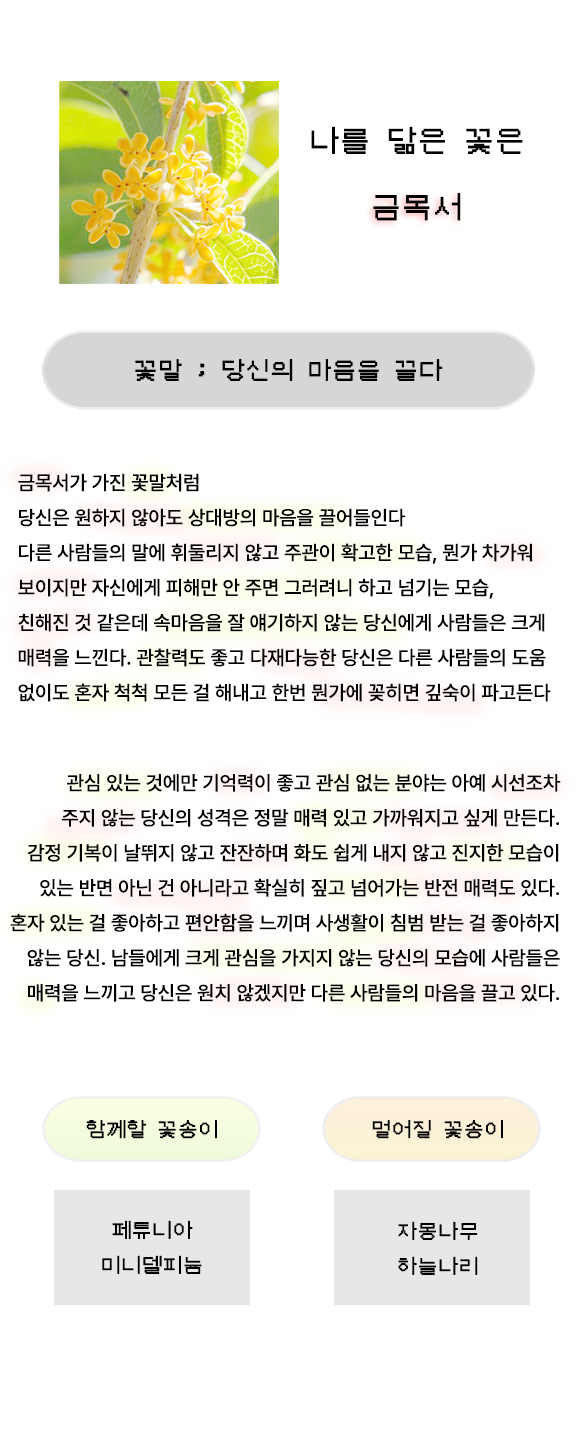 나를 닮은 꽃은
금목서
꽃말 ; 당신의 마음을 끌다
금목서가 가진 꽃말처럼
당신은 원하지 않아도 상대방의 마음을 끌어들인다
다른 사람들의 말에 휘둘리지 않고 주관이 확고한 모습, 뭔가 차가워
보이지만 자신에게 피해만 안 주면 그러려니 하고 넘기는 모습,
친해진 것 같은데 속마음을 잘 얘기하지 않는 당신에게 사람들은 크게
매력을 느낀다. 관찰력도 좋고 다재다능한 당신은 다른 사람들의 도움
없이도 혼자 척척 모든 걸 해내고 한번 뭔가에 꽂히면 깊숙이 파고든다
관심 있는 것에만 기억력이 좋고 관심 없는 분야는 아예 시선조차
주지 않는 당신의 성격은 정말 매력 있고 가까워지고 싶게 만든다.
감정 기복이 날뛰지 않고 잔잔하며 화도 쉽게 내지 않고 진지한 모습이
있는 반면 아닌 건 아니라고 확실히 짚고 넘어가는 반전 매력도 있다.
혼자 있는 걸 좋아하고 편안함을 느끼며 사생활이 침범 받는 걸 좋아하지
않는 당신. 남들에게 크게 관심을 가지지 않는 당신의 모습에 사람들은
매력을 느끼고 당신은 원치 않겠지만 다른 사람들의 마음을 끌고 있다.
함께할 꽃송이
멀어질 꽃송이
페튜니아
미니델피늄
자몽나무
하늘나리